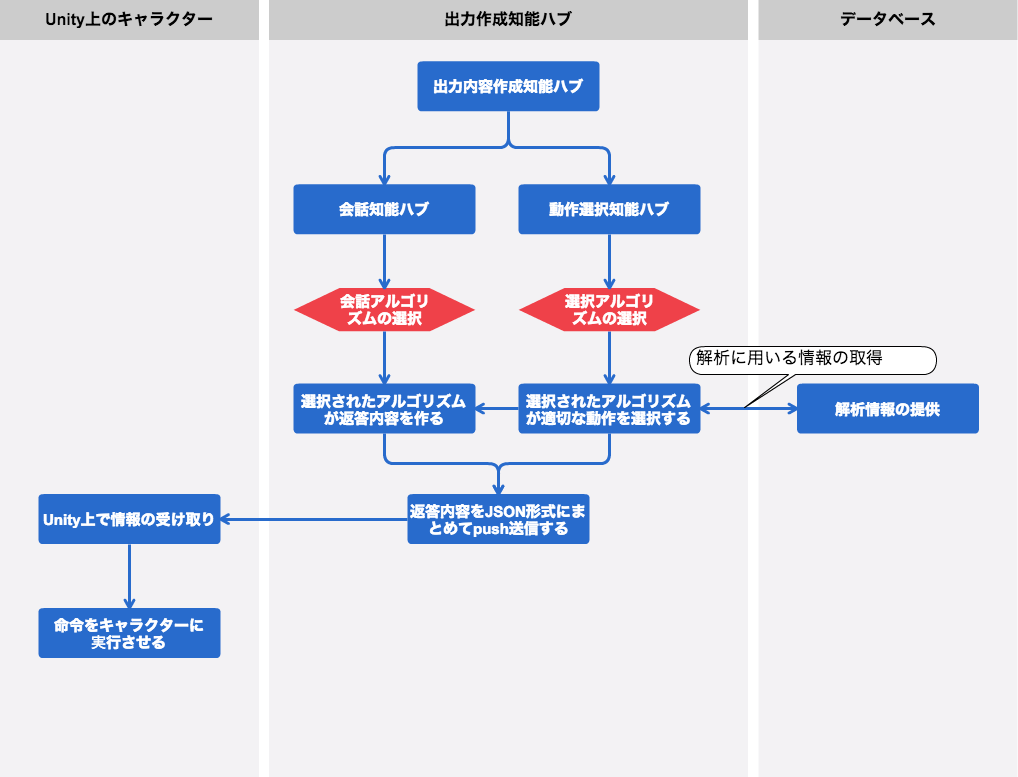 Unity上のキャラクター
出力作成知能ハブ
データベース
出力内容作成知能ハブ
会話知能ハブ
動作選択知能ハブ
会話アルゴリ
ズムの選択
選択アルゴリ
ズムの選択
解析に用いる情報の取得
選択されたアルゴリズム
が返答内容を作る
選択されたアルゴリズム
が適切な動作を選択する
解析情報の提供
Unity上で情報の受け取り
返答内容をJSON形式にま
とめてpush送信する
命令をキャラクターに
実行させる